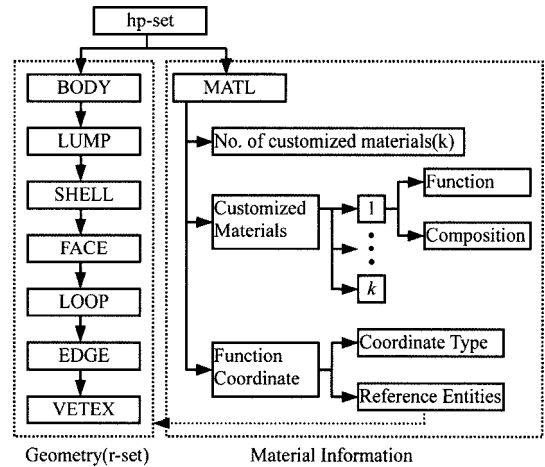 hp-set
BODY
LUMP
SHELL
FACE
LOOP
EDGE
VETEX
Geometry(r-set)
MATL
No. of customized materials(k)
Customized
Materials
1
k
Function
Composition
Function
Coordinate
Coordinate Type
Reference Entities
Material Information